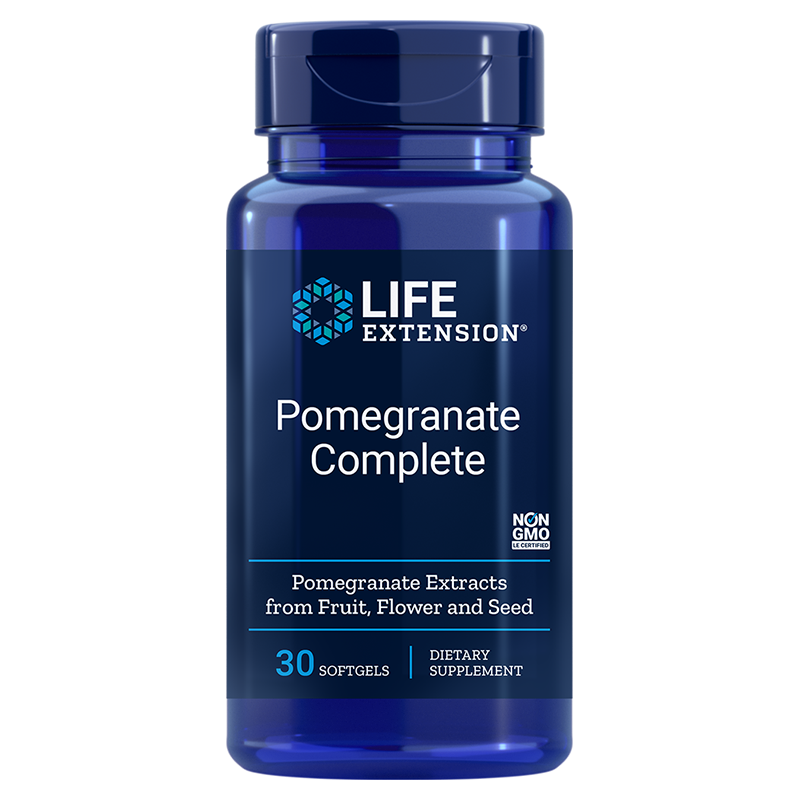 LIFE
EXTENSION®
Pomegranate
Complete
NON
GMO
LE CERTIFIED
Pomegranate Extracts
from Fruit, Flower and Seed
30 SOFTGELS
DIETARY
SUPPLEMENT